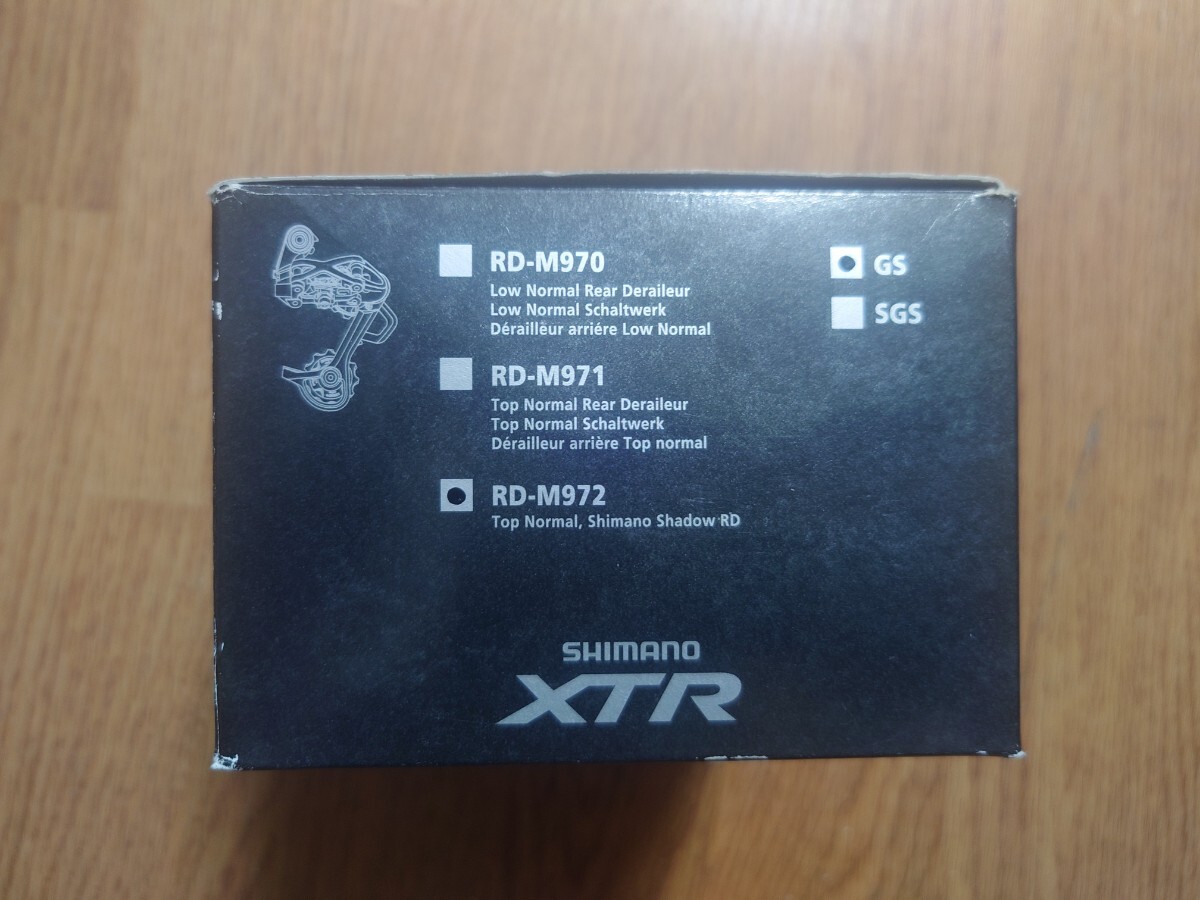 RD-M970
Low Normal Rear Deraileur
Low Normal Schaltwerk
Dérailleur arriére Low Normal
RD-M971
Top Normal Rear Deraileur
Top Normal Schaltwerk
Dérailleur arrière Top normal
RD-M972
Top Normal, Shimano Shadow RD
GS
SGS
SHIMANO
XTR